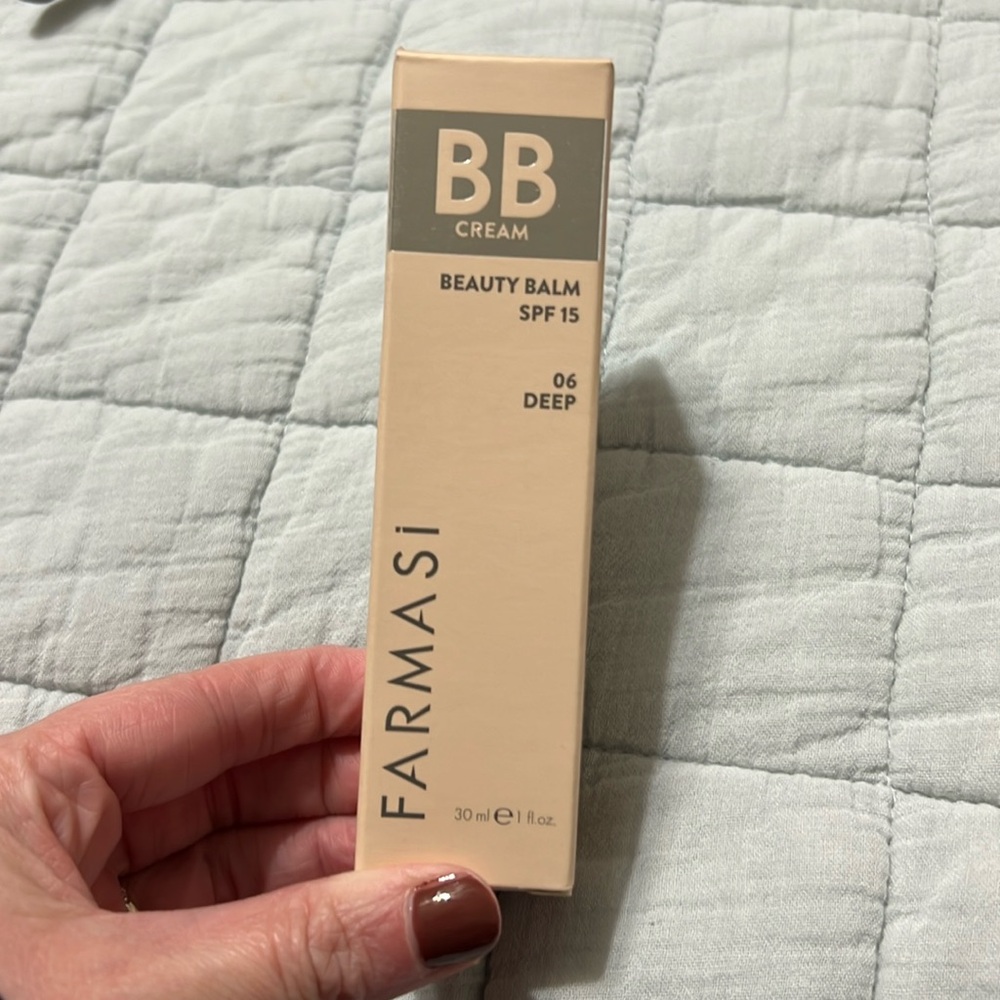 BB
CREAM
BEAUTY BALM
SPF 15
06
DEEP
FARMASi
30 ml ℮ 1 fl.oz.